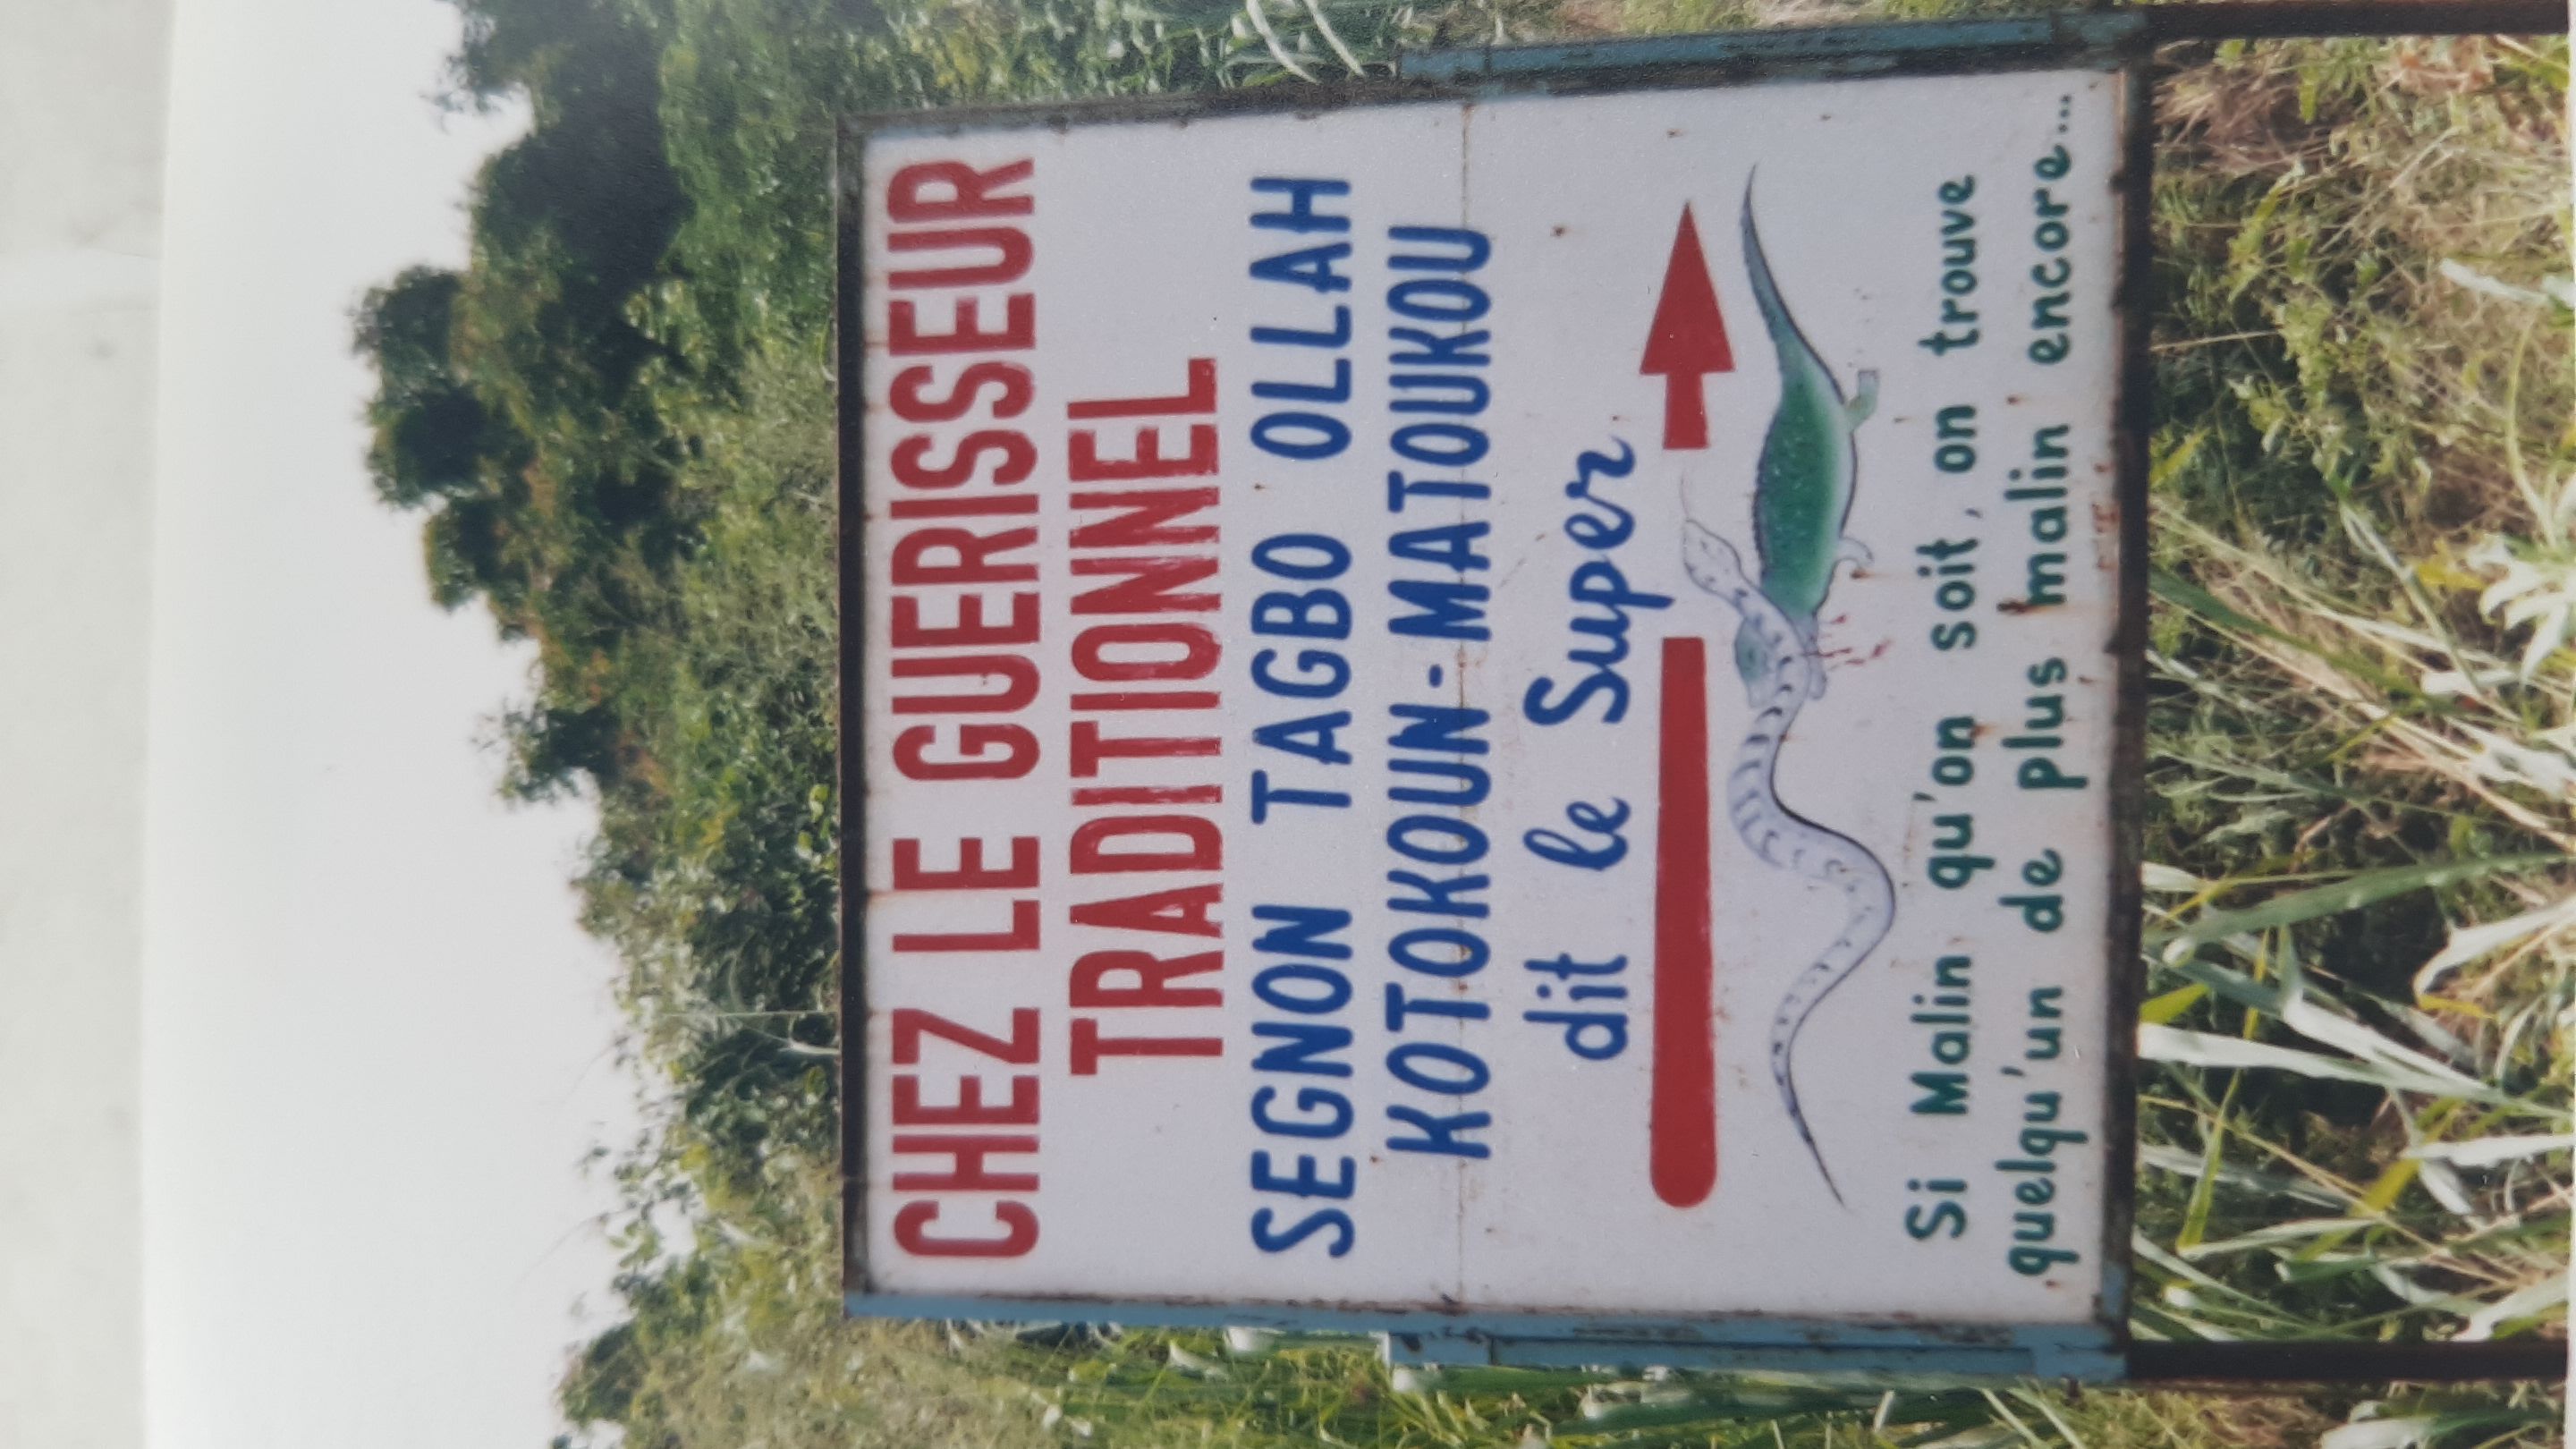 CHEZ LE GUERISSEUR
TRADITIONNEL
SEGNON TAGBO OLLAH
KOTOKOUN-MATOUKOU
dit le Super
Si Malin qu'on soit, on trouve
quelqu'un de plus malin encore...